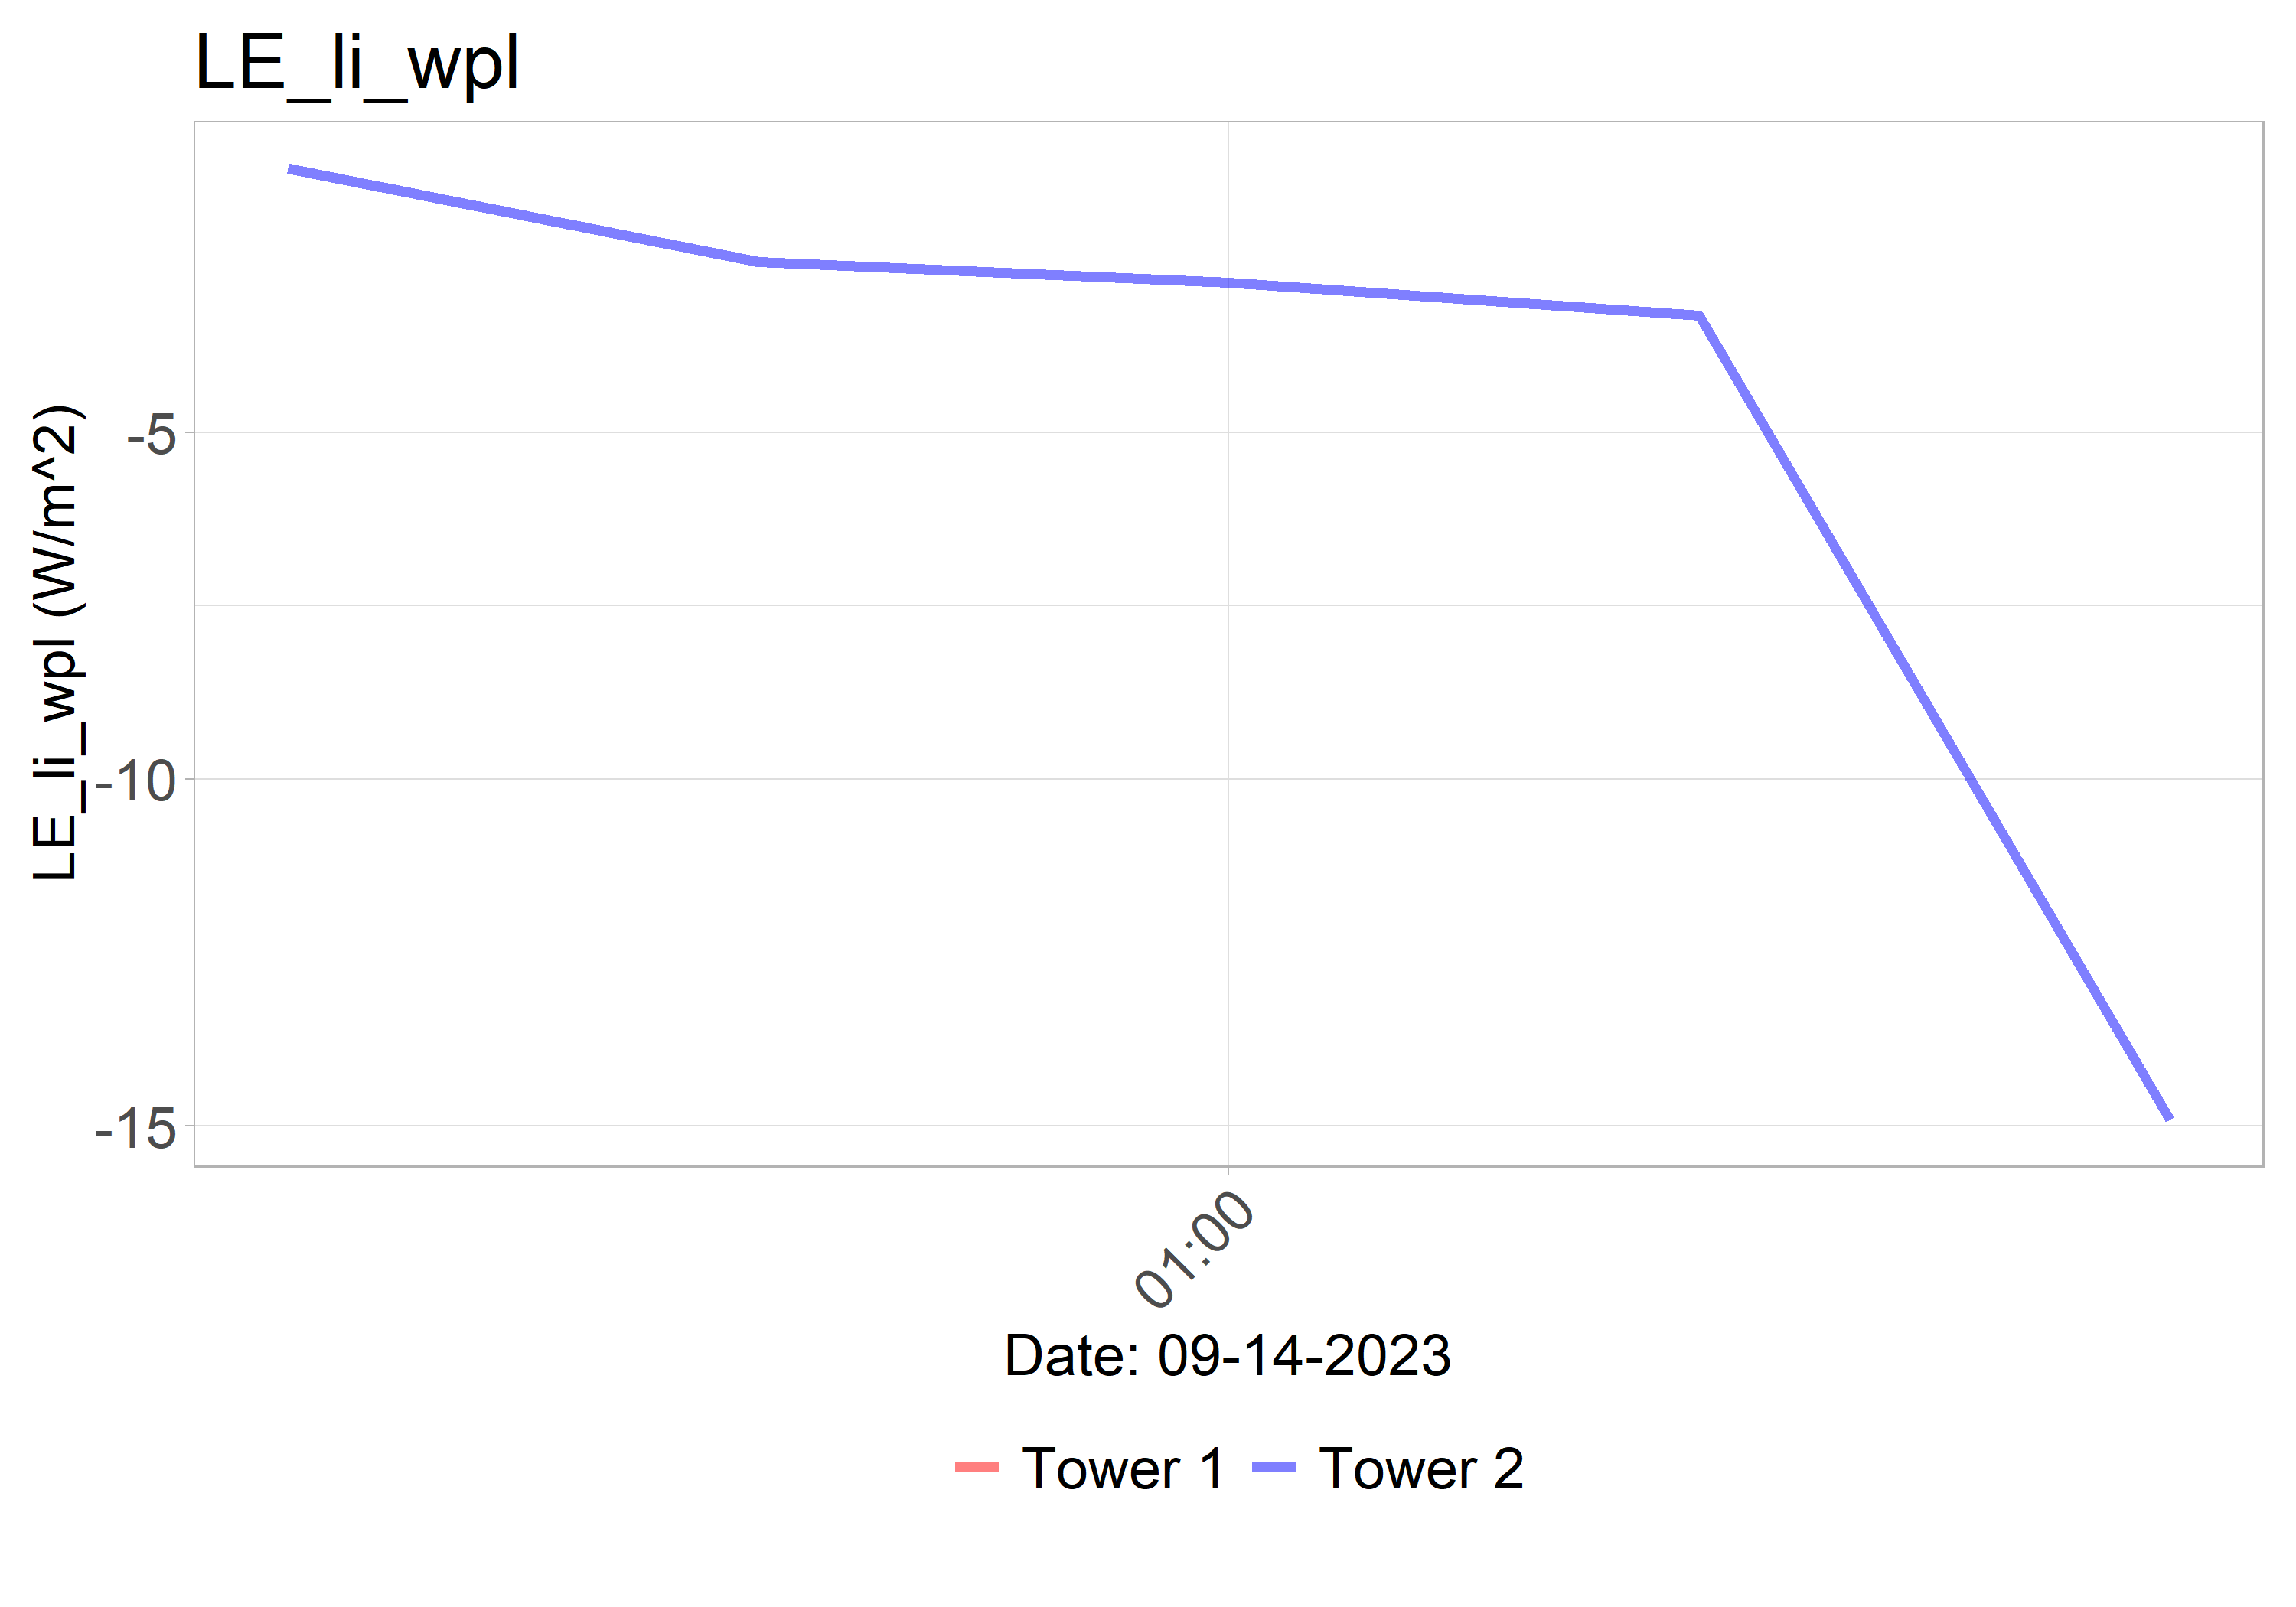 LE_li_wpl
LE_li_wpl (W/m^2)
-5
-10
-15
01:00
Date: 09-14-2023
Tower 1 Tower 2